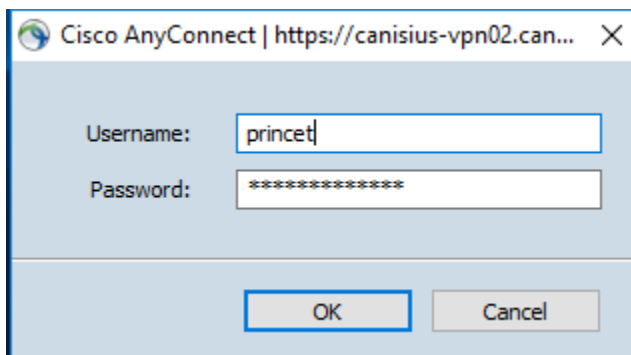 Cisco AnyConnect | https://canisius-vpn02.can...
Username: princet
Password: *************
OK Cancel